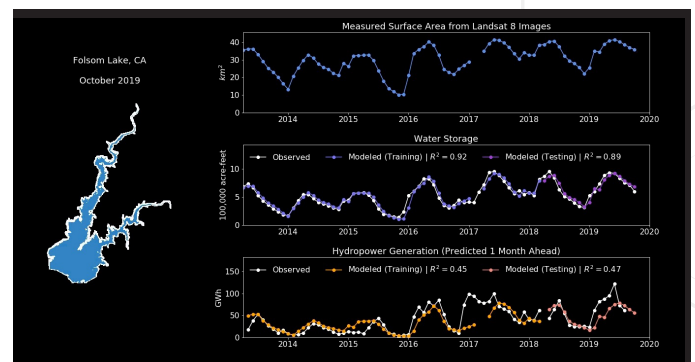 Folsom Lake, CA
October 2019
Measured Surface Area from Landsat 8 Images
km²
40
30
20
10
0
2014 2015 2016 2017 2018 2019 2020
Water Storage
Observed Modeled (Training) | R² = 0.92 Modeled (Testing) | R² = 0.89
100,000 acre-feet
10
5
0
2014 2015 2016 2017 2018 2019 2020
Hydropower Generation (Predicted 1 Month Ahead)
Observed Modeled (Training) | R² = 0.45 Modeled (Testing) | R² = 0.47
GWh
150
100
50
0
2014 2015 2016 2017 2018 2019 2020